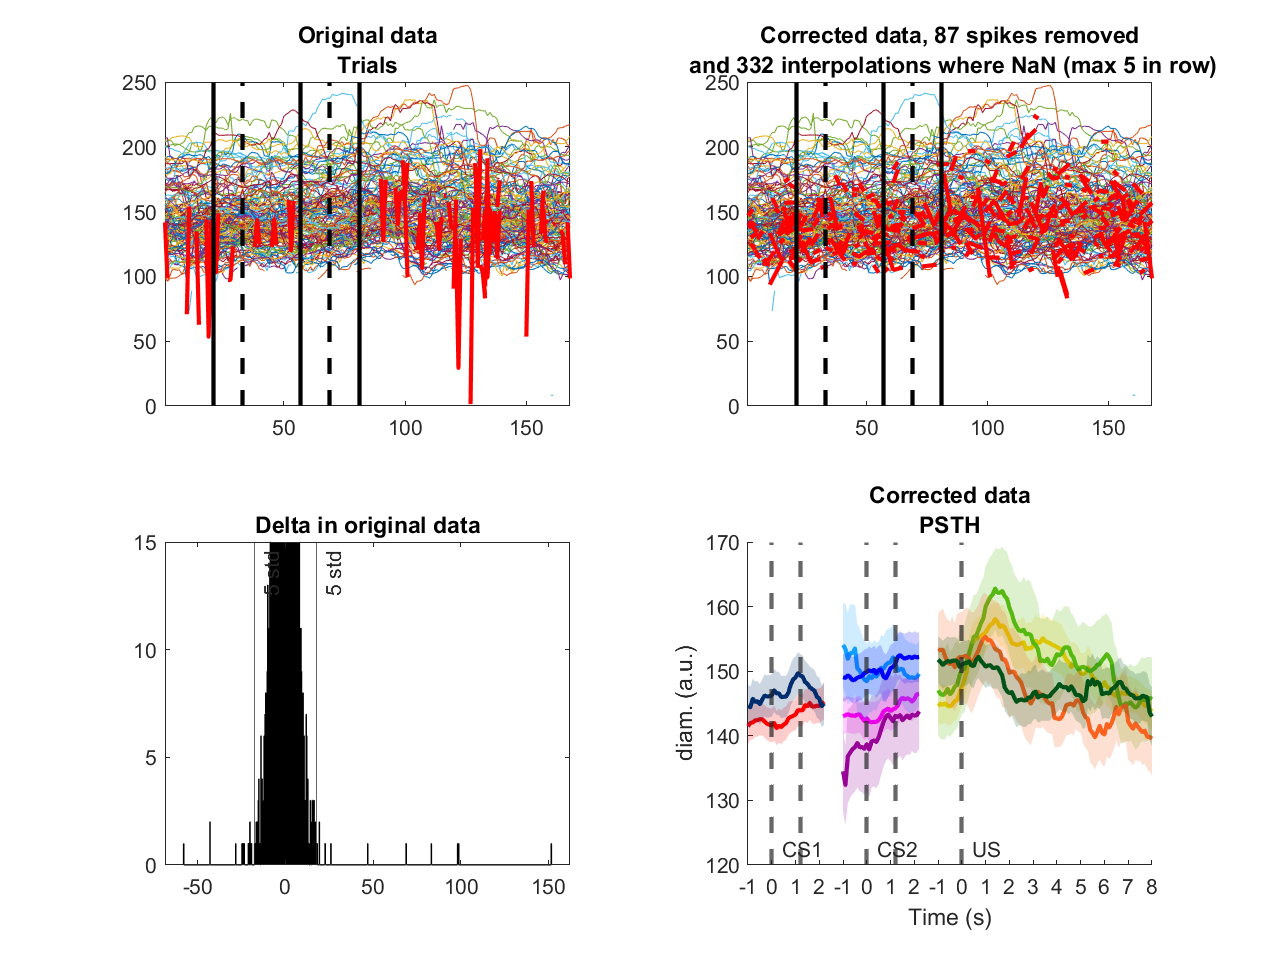 Original data
Trials
250
200
150
100
50
0
50
100
150
Corrected data, 87 spikes removed
and 332 interpolations where NaN (max 5 in row)
250
200
150
100
50
0
50
100
150
Delta in original data
15
10
5
0
5 std
5 std
-50
0
50
100
150
Corrected data
PSTH
170
160
150
140
130
120
diam. (a.u.)
CS1
CS2
US
-1 0 1 2 -1 0 1 2 -1 0 1 2 3 4 5 6 7 8
Time (s)